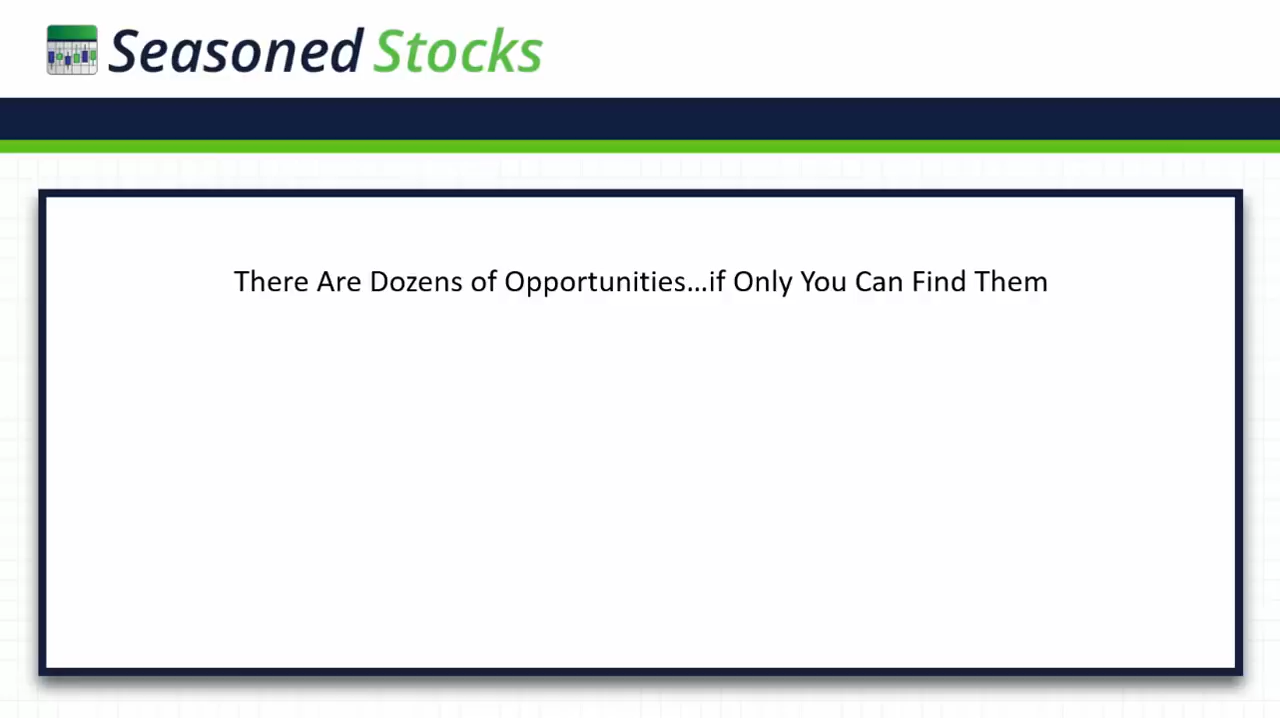 Seasoned Stocks
There Are Dozens of Opportunities...if Only You Can Find Them